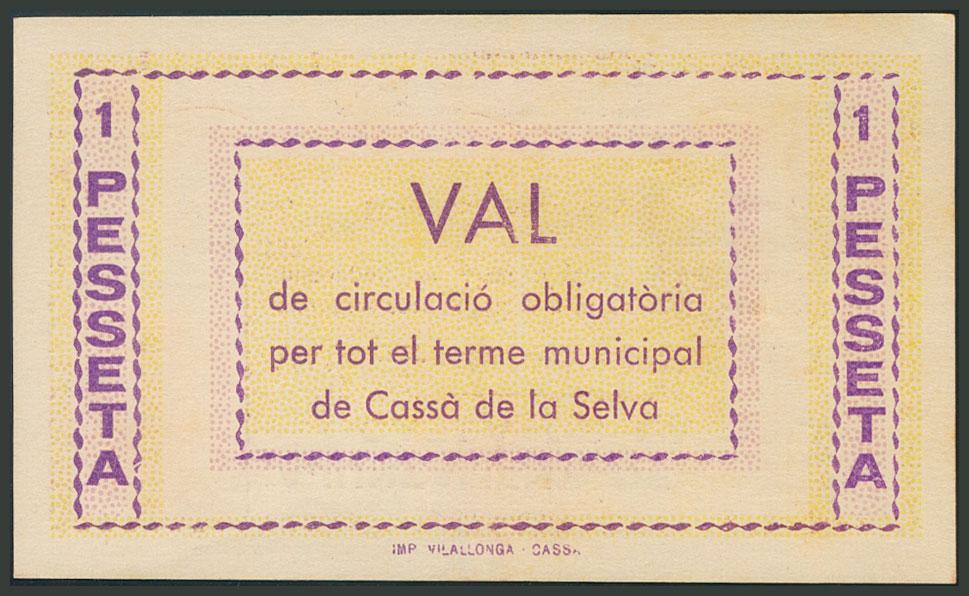 1 PESSETA
VAL
de circulació obligatòria
per tot el terme municipal
de Cassà de la Selva
1 PESSETA
IMP VILALLONGA · CASSA